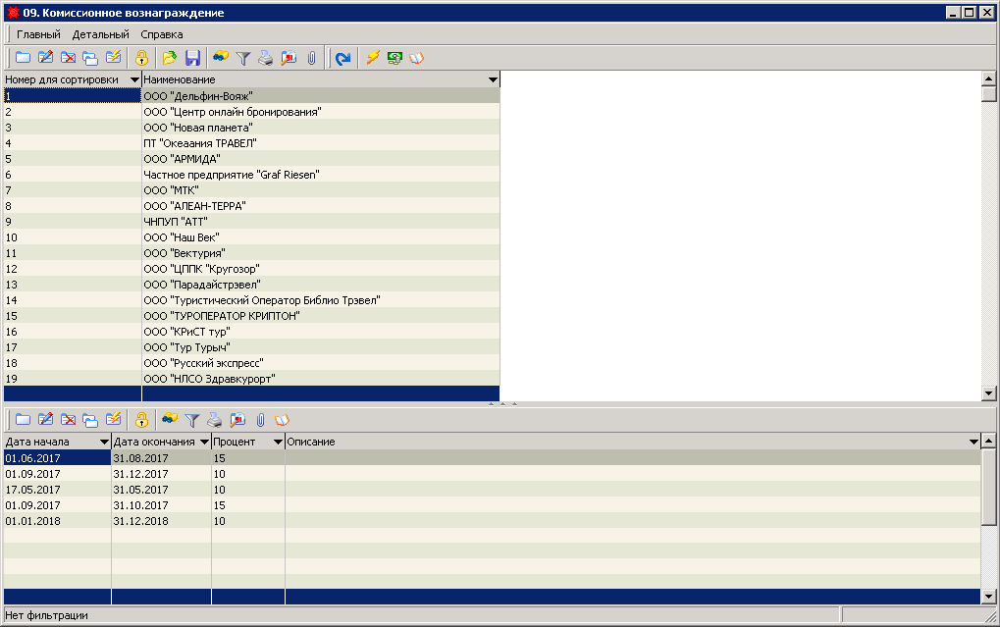 09. Комиссионное вознаграждение
Главный Детальный Справка
Номер для сортировки Наименование
1 ООО "Дельфин-Вояж"
2 ООО "Центр онлайн бронирования"
3 ООО "Новая планета"
4 ПТ "Океаания ТРАВЕЛ"
5 ООО "АРМИДА"
6 Частное предприятие "Graf Riesen"
7 ООО "МТК"
8 ООО "АЛЕАН-ТЕРРА"
9 ЧНПУП "АТТ"
10 ООО "Наш Век"
11 ООО "Вектурия"
12 ООО "ЦППК "Кругозор"
13 ООО "Парадайстрэвел"
14 ООО "Туристический Оператор Библио Трэвел"
15 ООО "ТУРОПЕРАТОР КРИПТОН"
16 ООО "КРиСТ тур"
17 ООО "Тур Турыч"
18 ООО "Русский экспресс"
19 ООО "НЛСО Здравкурорт"
Дата начала Дата окончания Процент Описание
01.06.2017 31.08.2017 15
01.09.2017 31.12.2017 10
17.05.2017 31.05.2017 10
01.09.2017 31.10.2017 15
01.01.2018 31.12.2018 10
Нет фильтрации